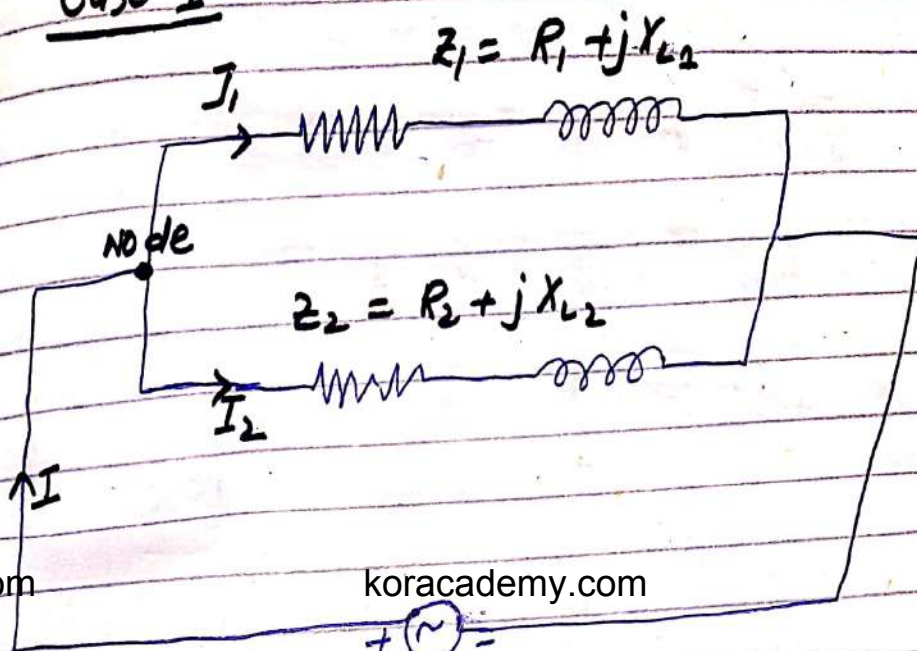 Z₁ = R₁ + jX_L₁
I₁
Node
Z₂ = R₂ + jX_L₂
I₂
I
koracademy.com
+ ~ -